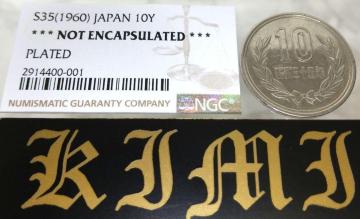 S35(1960) JAPAN 10Y
*** NOT ENCAPSULATED ***
PLATED
2914400-001
NUMISMATIC GUARANTY COMPANY
NGC
10
KIMI